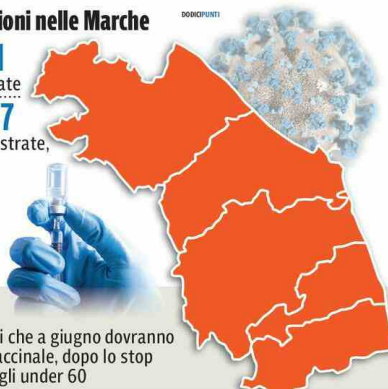 ioni nelle Marche
DODICIPUNTI
ate
7
strate,
i che a giugno dovranno
accinale, dopo lo stop
gli under 60